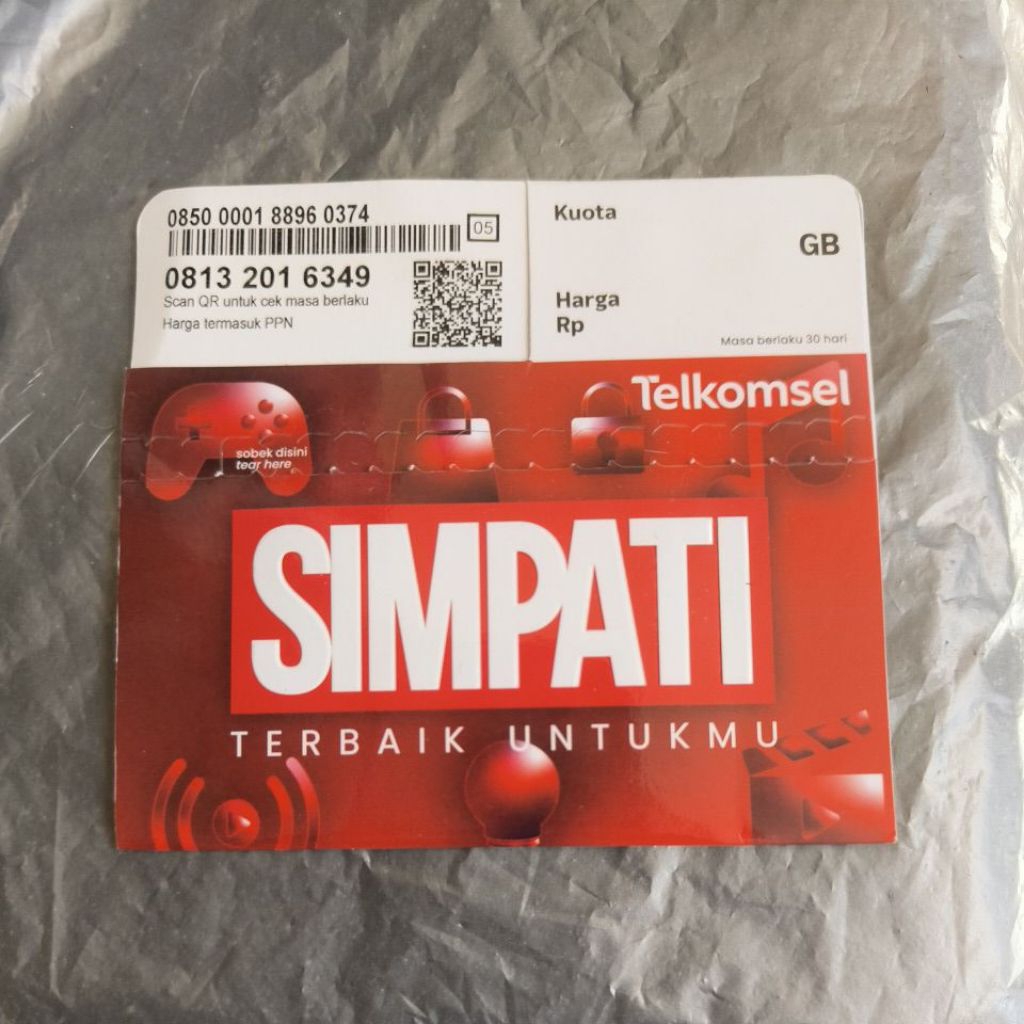 0850 0001 8896 0374
05
0813 201 6349
Scan QR untuk cek masa berlaku
Harga termasuk PPN
Kuota
GB
Harga
Rp
Masa berlaku 30 hari
Telkomsel
sobek disini
tear here
SIMPATI
TERBAIK UNTUKMU